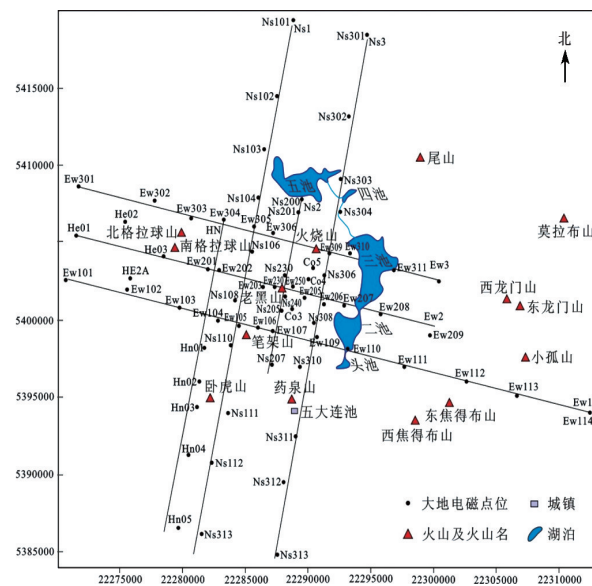 Ns101
Ns1
Ns301
Ns3
北
5415000
Ns102
Ns302
Ns103
尾山
5410000
五池
Ns303
四池
Ew301
Ew302
Ns104
Ns200
Ns201
Ns2
Ns304
莫拉布山
He02
Ew303
Ew304
Ew305
Ew306
火烧山
北格拉球山
HN
He01
南格拉球山
Ns106
Ew309
Ew310
三池
He03
Ew201
Ew202
Ns230
Co5
Ns306
Ew311
Ew3
Ew101
HE2A
Ew203
Ew230
Ew250
Co4
西龙门山
Ew102
老黑山
Ns240
Ew205
Ew206
Ew207
东龙门山
5400000
Ew103
Ns108
Ns205
Co3
Ew208
Ew2
Ew104
Ew105
Ew106
Ew107
Ns308
二池
Ew209
Ns110
笔架山
Ew109
Hn01
Ew110
头池
小孤山
Ns207
Ns310
Ew111
Hn02
卧虎山
药泉山
Ew112
Ew113
5395000
Hn03
Ns111
五大连池
东焦得布山
Ew1
Ew114
西焦得布山
Ns311
Hn04
Ns112
5390000
Ns312
大地电磁点位
城镇
Hn05
Ns313
火山及火山名
湖泊
5385000
Ns313
22275000
22280000
22285000
22290000
22295000
22300000
22305000
22310000